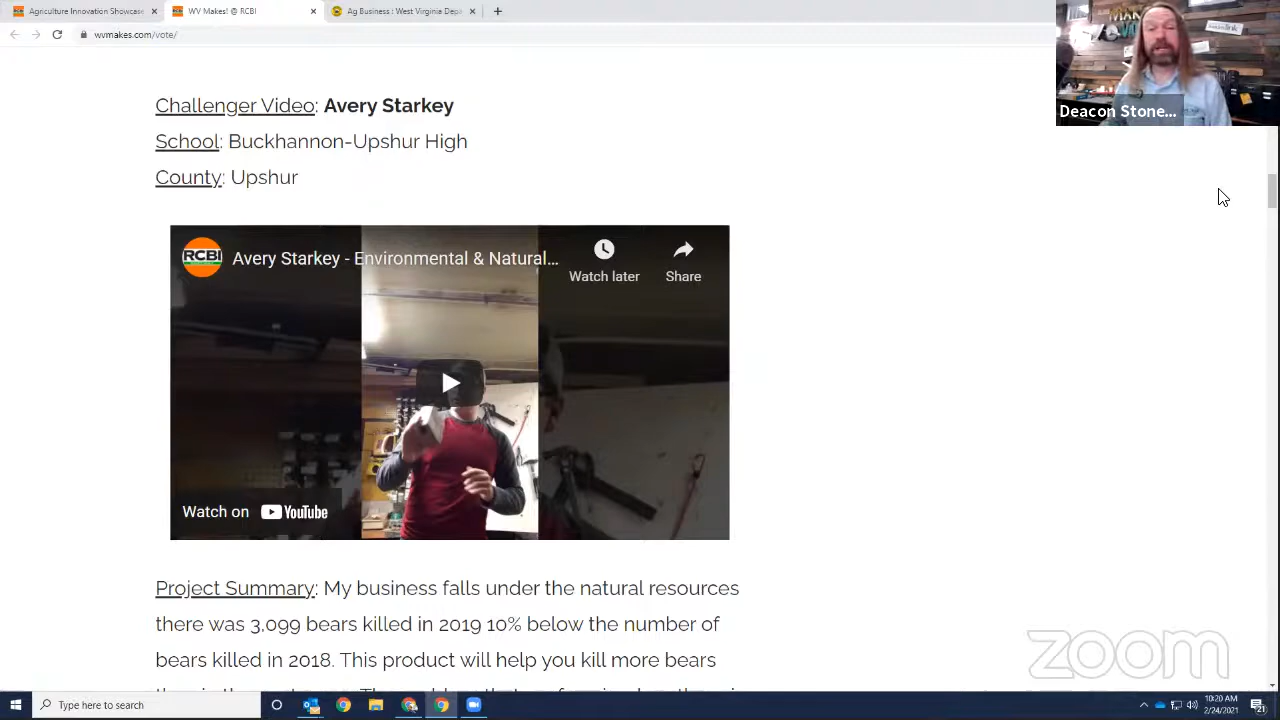 Agriculture Innovation Showcase
WV Makes! @ RCBI
Ag Business : West Virginia Depa
wvmakes.com/vote/
Deacon Stone...
Challenger Video: Avery Starkey
School: Buckhannon-Upshur High
County: Upshur
RCBI
Avery Starkey - Environmental & Natural...
Watch later
Share
Watch on YouTube
Project Summary: My business falls under the natural resources
there was 3,099 bears killed in 2019 10% below the number of
bears killed in 2018. This product will help you kill more bears
zoom
Type here to search
10:20 AM
2/24/2021
21